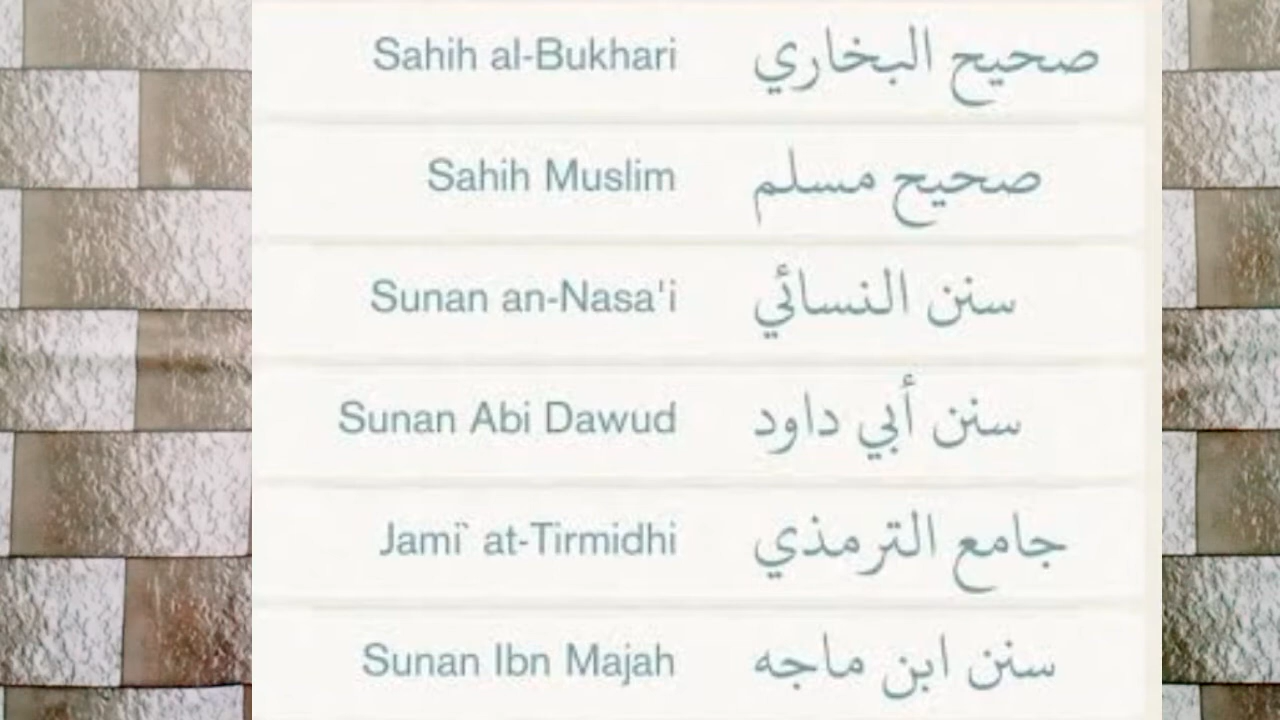 Sahih al-Bukhari صحيح البخاري
Sahih Muslim صحيح مسلم
Sunan an-Nasa'i سنن النسائي
Sunan Abi Dawud سنن أبي داود
Jami` at-Tirmidhi جامع الترمذي
Sunan Ibn Majah سنن ابن ماجه